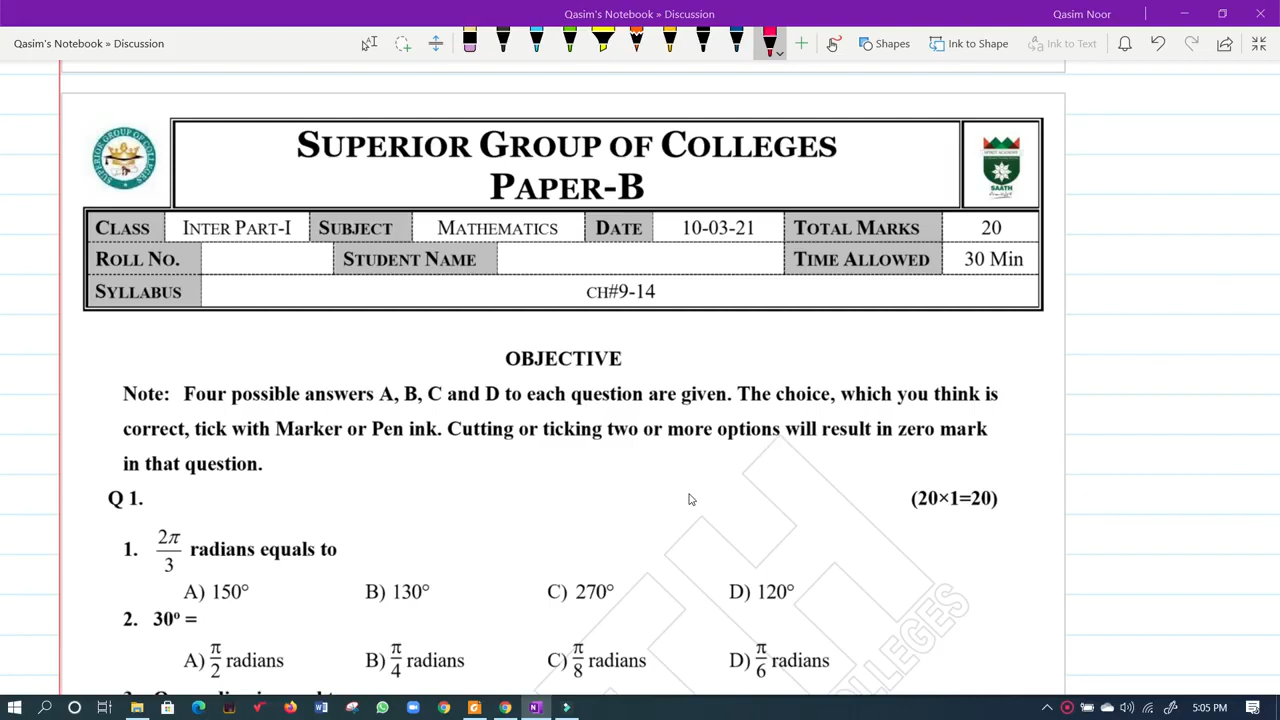 Qasim's Notebook » Discussion
Qasim Noor
Qasim's Notebook » Discussion
Shapes
Ink to Shape
Ink to Text
SUPERIOR GROUP OF COLLEGES
PAPER-B
CLASS INTER PART-I SUBJECT MATHEMATICS DATE 10-03-21 TOTAL MARKS 20
ROLL NO. STUDENT NAME TIME ALLOWED 30 Min
SYLLABUS CH#9-14
OBJECTIVE
Note: Four possible answers A, B, C and D to each question are given. The choice, which you think is
correct, tick with Marker or Pen ink. Cutting or ticking two or more options will result in zero mark
in that question.
Q 1. (20×1=20)
1. 2π/3 radians equals to
A) 150° B) 130° C) 270° D) 120°
2. 30º =
A) π/2 radians B) π/4 radians C) π/8 radians D) π/6 radians
COLLEGES
5:05 PM